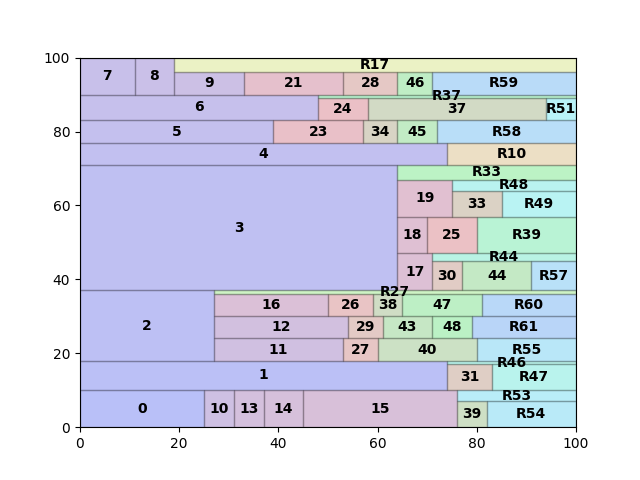 100
R17
7 8 9 21 28 46 R59
R37
6 24 37 R51
80
5 23 34 45 R58
4 R10
R33
R48
60
19 33 R49
3 18 25 R39
R44
40
17 30 44 R57
R27
16 26 38 47 R60
2 12 29 43 48 R61
11 27 40 R55
20
R46
1 31 R47
R53
0 10 13 14 15 39 R54
0
0 20 40 60 80 100